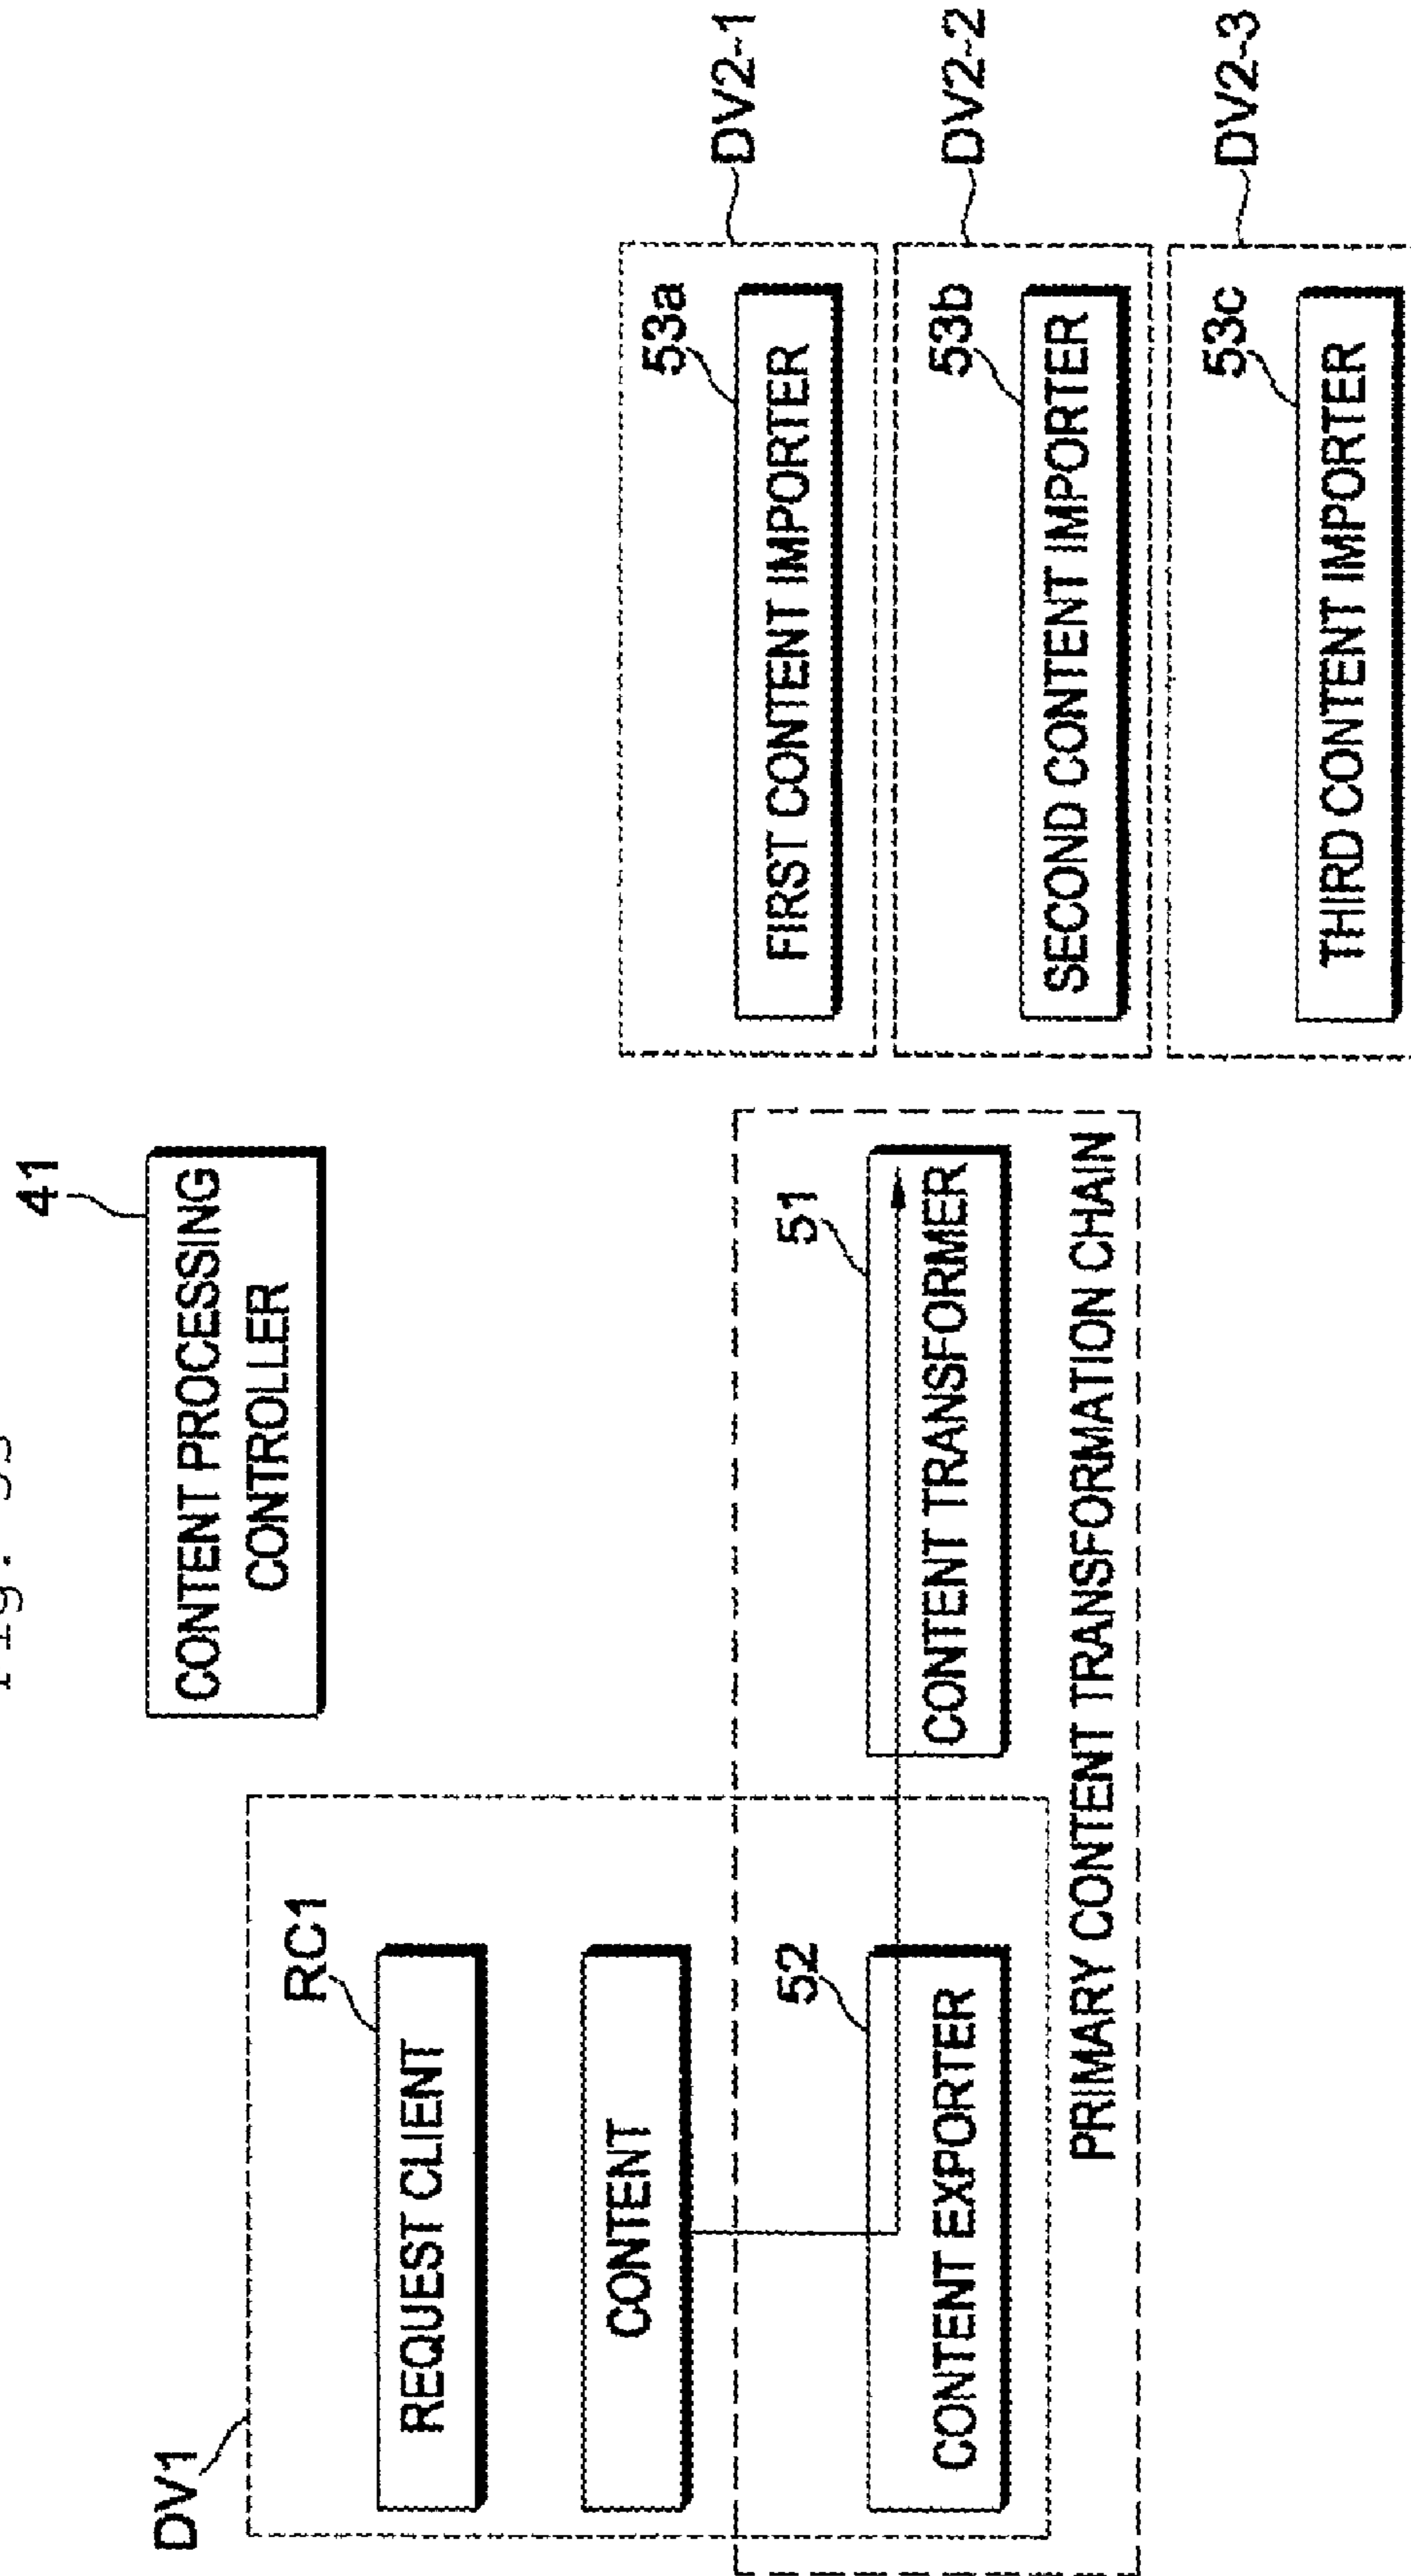 41
CONTENT PROCESSING
CONTROLLER
DV1
RC1
REQUEST CLIENT
CONTENT
52
CONTENT EXPORTER
51
CONTENT TRANSFORMER
PRIMARY CONTENT TRANSFORMATION CHAIN
DV2-1
53a
FIRST CONTENT IMPORTER
DV2-2
53b
SECOND CONTENT IMPORTER
DV2-3
53c
THIRD CONTENT IMPORTER